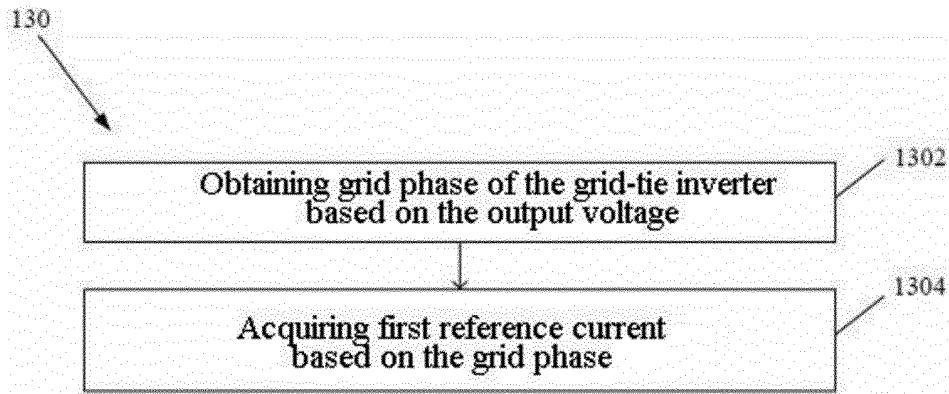 130
1302
Obtaining grid phase of the grid-tie inverter
based on the output voltage
1304
Acquiring first reference current
based on the grid phase